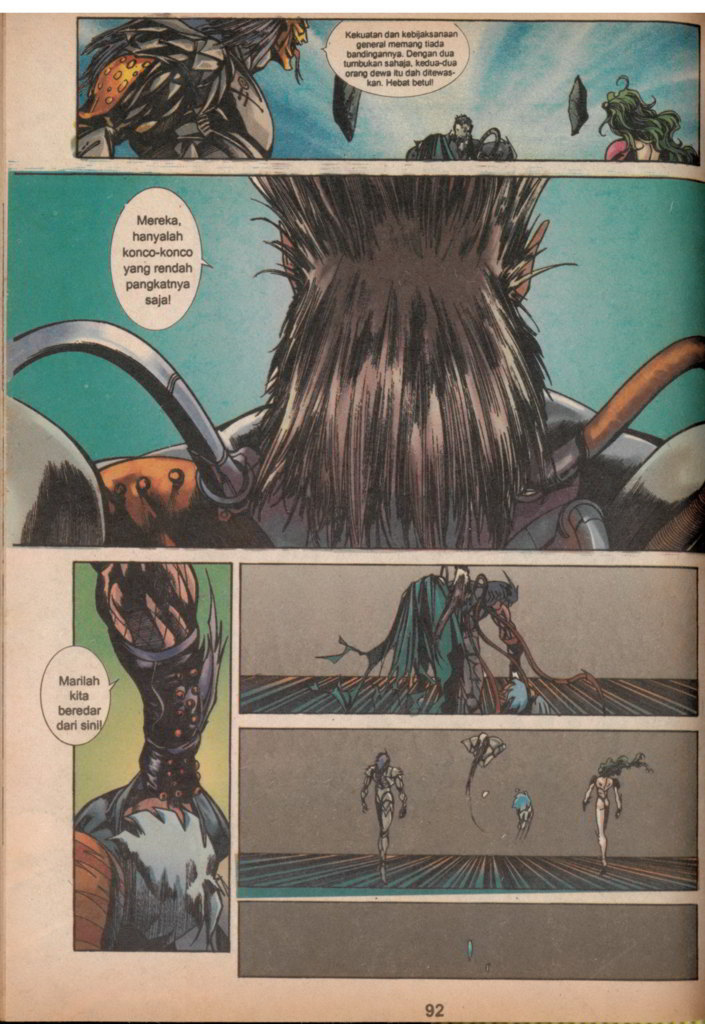 Kekuatan dan kebijaksanaan
general memang tiada
bandingannya. Dengan dua
tumbukan sahaja, kedua-dua
orang dewa itu dah ditewas-
kan. Hebat betul!
Mereka,
hanyalah
konco-konco
yang rendah
pangkatnya
saja!
Marilah
kita
beredar
dari sini!
92